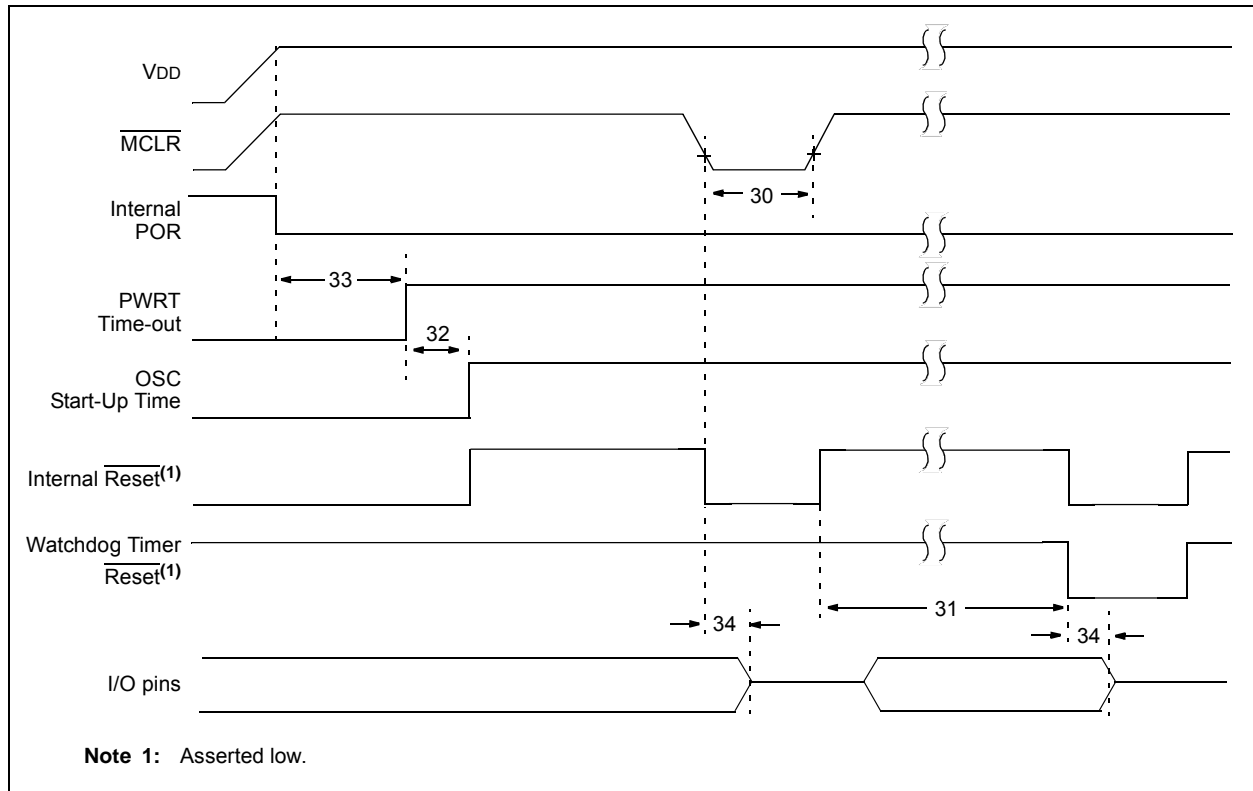 VDD
MCLR
30
Internal
POR
33
PWRT
Time-out
32
OSC
Start-Up Time
Internal Reset(1)
Watchdog Timer
Reset(1)
31
34
34
I/O pins
Note 1: Asserted low.